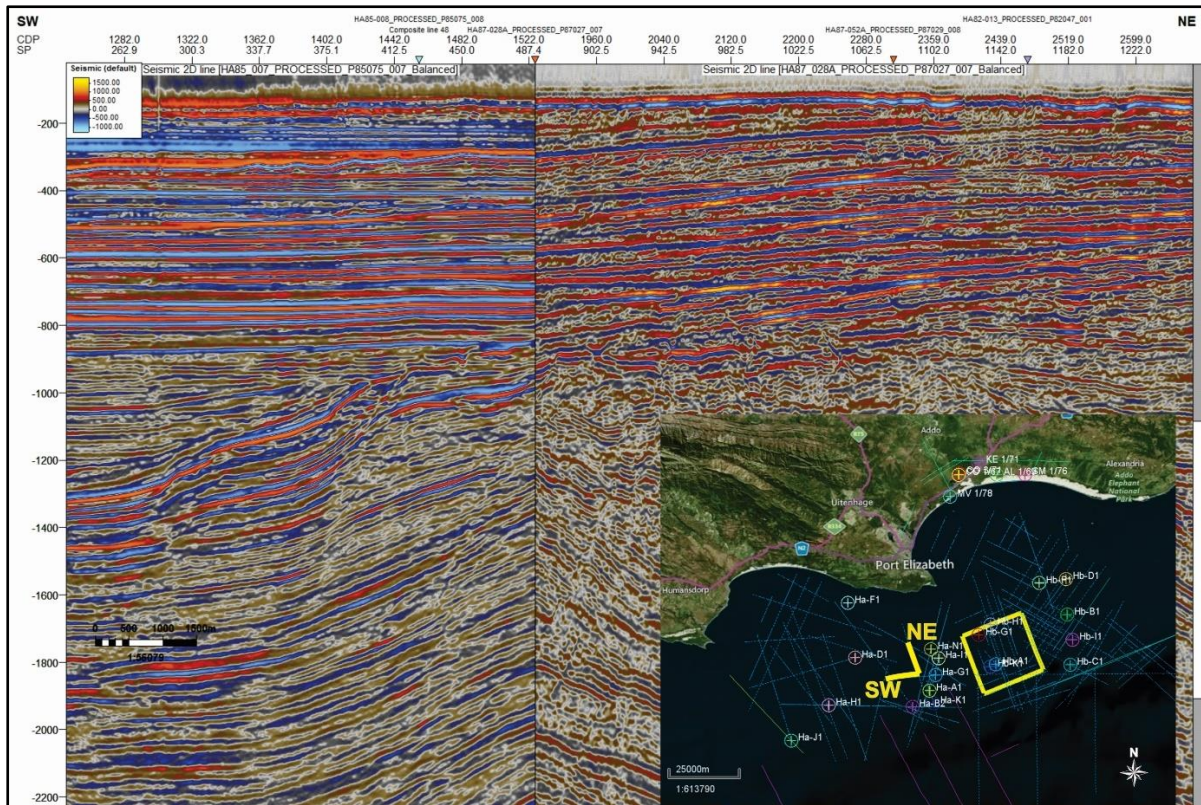 SW
NE
HA85-008_PROCESSED_P85075_008
HA82-013_PROCESSED_P82047_001
Composite line 48
HA87-028A_PROCESSED_P87027_007
HA87-052A_PROCESSED_P87029_008
CDP 1282.0 1322.0 1362.0 1402.0 1442.0 1482.0 1522.0 1960.0 2040.0 2120.0 2200.0 2280.0 2359.0 2439.0 2519.0 2599.0
SP 262.9 300.3 337.7 375.1 412.5 450.0 487.4 902.5 942.5 982.5 1022.5 1062.5 1102.0 1142.0 1182.0 1222.0
Seismic (default)
1500.00
500.00
0.00
-500.00
-1000.00
Seismic 2D line [HA85_007_PROCESSED_P85075_007_Balanced]
Seismic 2D line [HA87_028A_PROCESSED_P87027_007_Balanced]
-200
-400
-600
-800
-1000
-1200
-1400
-1600
-1800
-2000
-2200
0 500 1000 1500m
1:55079
Addo
KE 1/71
SM 1/76
MV 1/78
Alexandria
Addo
Elephant
National
Park
Uitenhage
N2
Port Elizabeth
Humansdorp
Ha-F1
Ha-D1
Ha-H1
Ha-J1
NE
SW
Ha-N1
Ha-I1
Ha-G1
Ha-A1
Ha-K1
Ha-B2
Hb-H1
Hb-G1
Hb-D1
Hb-B1
Hb-I1
Hb-C1
25000m
1:613790
N